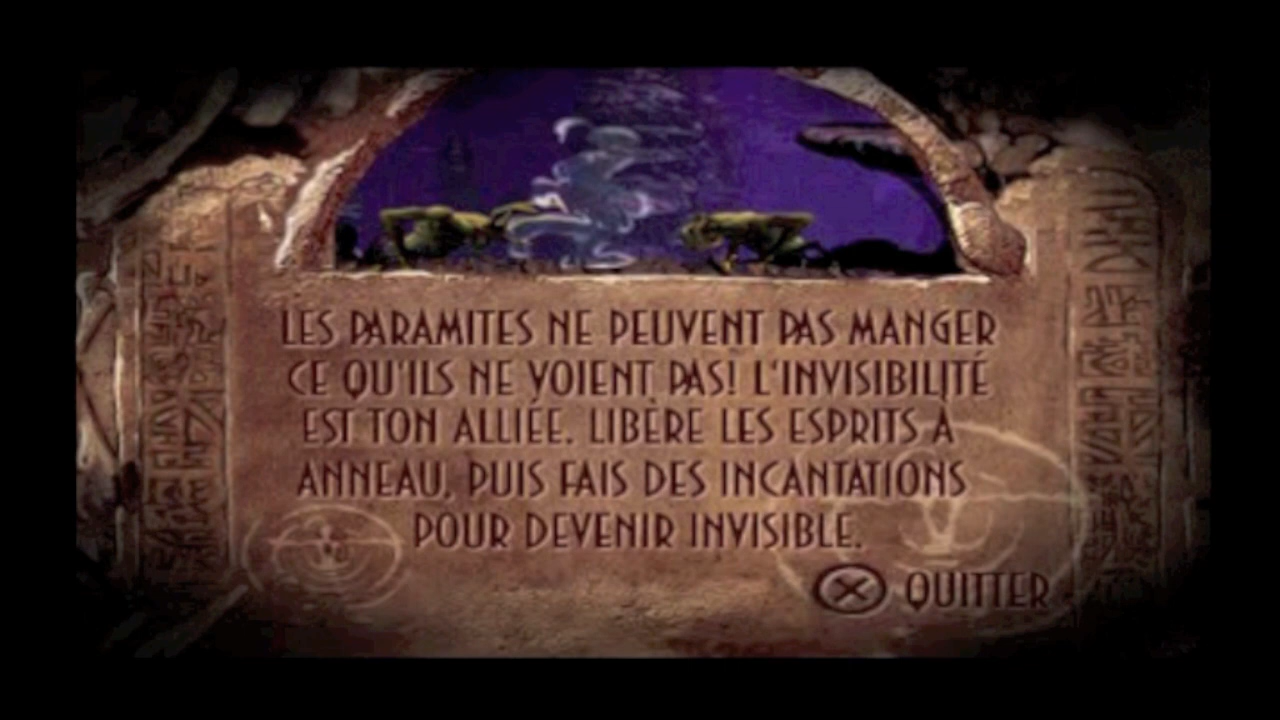 LES PARAMITES NE PEUVENT PAS MANGER
CE QU'ILS NE VOIENT PAS! L'INVISIBILITÉ
EST TON ALLIÉE. LIBÈRE LES ESPRITS À
ANNEAU, PUIS FAIS DES INCANTATIONS
POUR DEVENIR INVISIBLE.
QUITTER